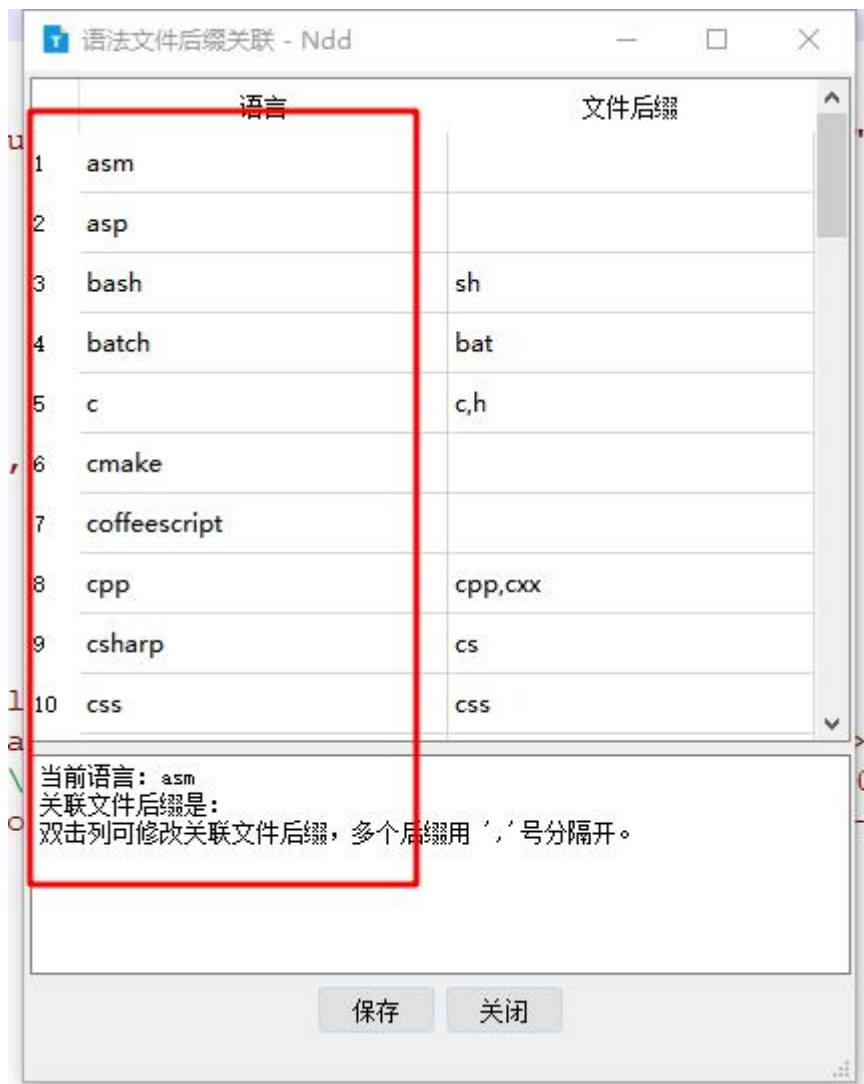 语法文件后缀关联 - Ndd
语言 文件后缀
1 asm
2 asp
3 bash sh
4 batch bat
5 c c,h
6 cmake
7 coffeescript
8 cpp cpp,cxx
9 csharp cs
10 css css
当前语言: asm
关联文件后缀是:
双击列可修改关联文件后缀，多个后缀用 ','号分隔开。
保存 关闭